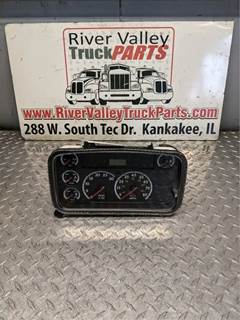 River Valley
TruckPARTS
www.RiverValleyTruckParts.com
288 W. South Tec Dr. Kankakee, IL